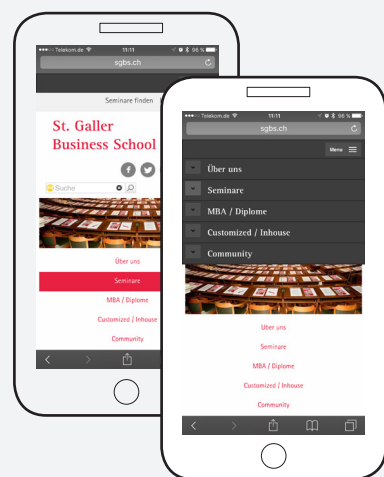 Telekom.de 11:11 96 %
sgbs.ch
Seminare finden
St. Galler
Business School
Suche
Über uns
Seminare
MBA / Diplome
Customized / Inhouse
Community
Telekom.de 11:11 96 %
sgbs.ch
Menu
Über uns
Seminare
MBA / Diplome
Customized / Inhouse
Community
Über uns
Seminare
MBA / Diplome
Customized / Inhouse
Community